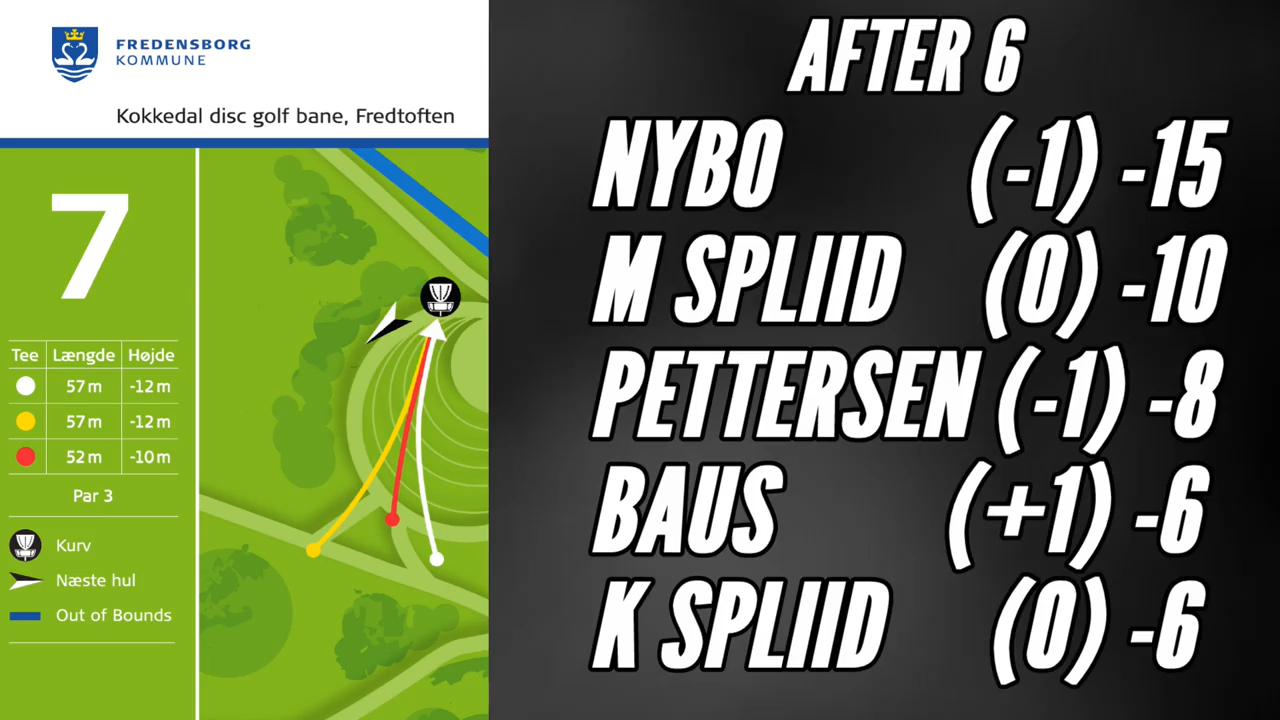 FREDENSBORG
KOMMUNE
Kokkedal disc golf bane, Fredtoften
7
Tee Længde Højde
57 m -12 m
57 m -12 m
52 m -10 m
Par 3
Kurv
Næste hul
Out of Bounds
AFTER 6
NYBO (-1) -15
M SPLIID (0) -10
PETTERSEN (-1) -8
BAUS (+1) -6
K SPLIID (0) -6